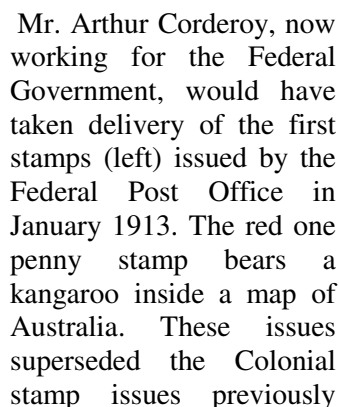 Mr. Arthur Corderoy, now
working for the Federal
Government, would have
taken delivery of the first
stamps (left) issued by the
Federal Post Office in
January 1913. The red one
penny stamp bears a
kangaroo inside a map of
Australia. These issues
superseded the Colonial
stamp issues previously